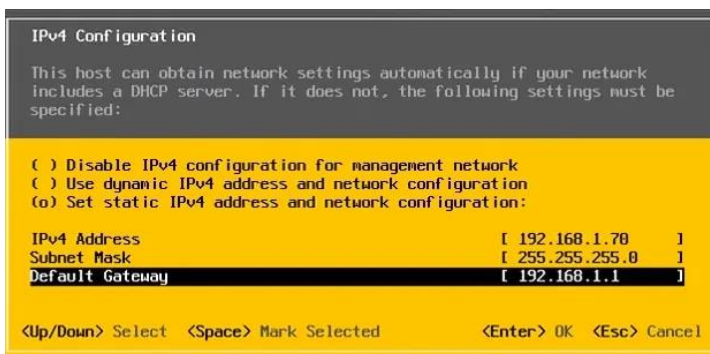 IPv4 Configuration
This host can obtain network settings automatically if your network
includes a DHCP server. If it does not, the following settings must be
specified:
( ) Disable IPv4 configuration for management network
( ) Use dynamic IPv4 address and network configuration
(o) Set static IPv4 address and network configuration:
IPv4 Address [ 192.168.1.70 ]
Subnet Mask [ 255.255.255.0 ]
Default Gateway [ 192.168.1.1 ]
<Up/Down> Select <Space> Mark Selected <Enter> OK <Esc> Cancel